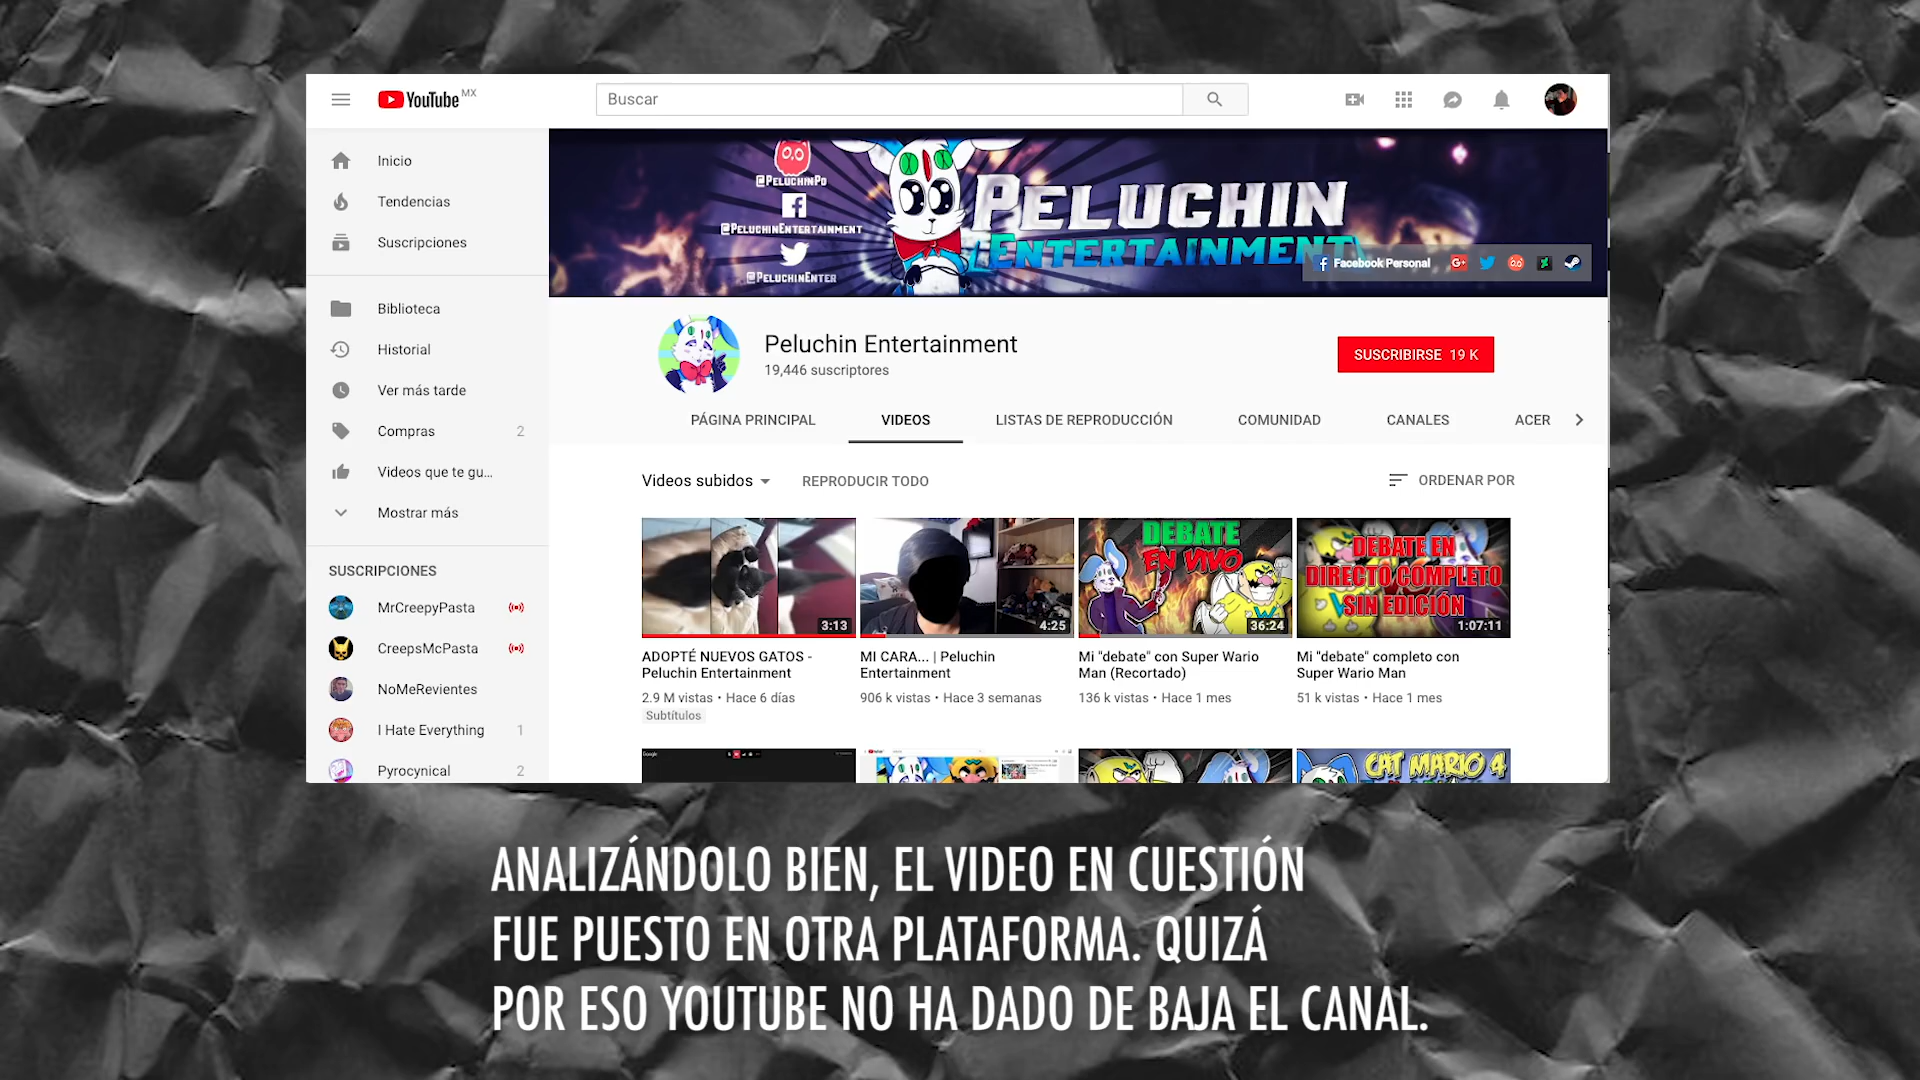 YouTube MX
Buscar
Inicio
Tendencias
Suscripciones
Biblioteca
Historial
Ver más tarde
Compras 2
Videos que te gu...
Mostrar más
SUSCRIPCIONES
MrCreepyPasta
CreepsMcPasta
NoMeRevientes
I Hate Everything 1
Pyrocynical 2
@PeluchinPo
@PeluchinEntertainment
@PeluchinEnter
PELUCHIN
ENTERTAINMENT
Facebook Personal
Peluchin Entertainment
19,446 suscriptores
SUSCRIBIRSE 19 K
PÁGINA PRINCIPAL VIDEOS LISTAS DE REPRODUCCIÓN COMUNIDAD CANALES ACER
Videos subidos REPRODUCIR TODO ORDENAR POR
3:13
ADOPTÉ NUEVOS GATOS -
Peluchin Entertainment
2.9 M vistas • Hace 6 días
Subtítulos
4:25
MI CARA... | Peluchin
Entertainment
906 k vistas • Hace 3 semanas
DEBATE
EN VIVO
36:24
Mi "debate" con Super Wario
Man (Recortado)
136 k vistas • Hace 1 mes
DEBATE EN
DIRECTO COMPLETO
SIN EDICIÓN
1:07:11
Mi "debate" completo con
Super Wario Man
51 k vistas • Hace 1 mes
Google
CAT MARIO 4
ANALIZÁNDOLO BIEN, EL VIDEO EN CUESTIÓN
FUE PUESTO EN OTRA PLATAFORMA. QUIZÁ
POR ESO YOUTUBE NO HA DADO DE BAJA EL CANAL.